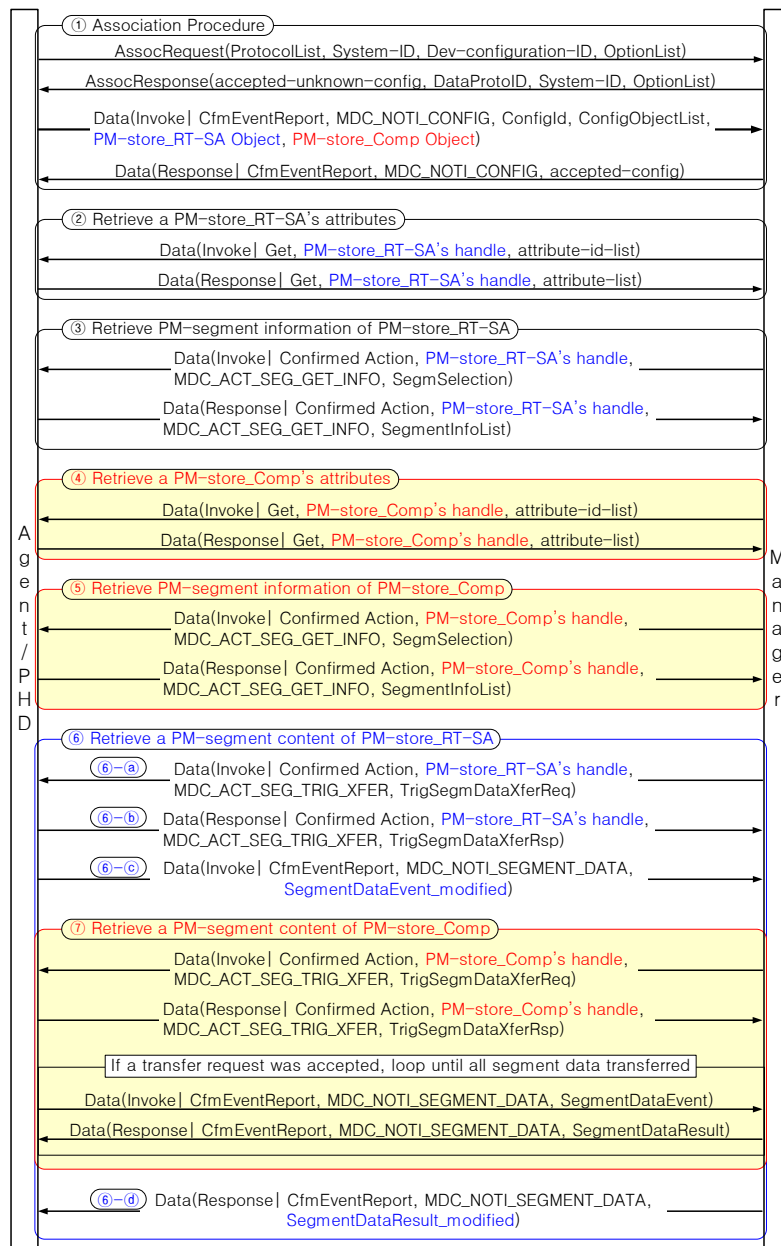 ① Association Procedure
AssocRequest(ProtocolList, System-ID, Dev-configuration-ID, OptionList)
AssocResponse(accepted-unknown-config, DataProtoID, System-ID, OptionList)
Data(Invoke| CfmEventReport, MDC_NOTI_CONFIG, ConfigId, ConfigObjectList,
PM-store_RT-SA Object, PM-store_Comp Object)
Data(Response| CfmEventReport, MDC_NOTI_CONFIG, accepted-config)
② Retrieve a PM-store_RT-SA's attributes
Data(Invoke| Get, PM-store_RT-SA's handle, attribute-id-list)
Data(Response| Get, PM-store_RT-SA's handle, attribute-list)
③ Retrieve PM-segment information of PM-store_RT-SA
Data(Invoke| Confirmed Action, PM-store_RT-SA's handle,
MDC_ACT_SEG_GET_INFO, SegmSelection)
Data(Response| Confirmed Action, PM-store_RT-SA's handle,
MDC_ACT_SEG_GET_INFO, SegmentInfoList)
④ Retrieve a PM-store_Comp's attributes
Data(Invoke| Get, PM-store_Comp's handle, attribute-id-list)
Data(Response| Get, PM-store_Comp's handle, attribute-list)
Agent/PHD
Manager
⑤ Retrieve PM-segment information of PM-store_Comp
Data(Invoke| Confirmed Action, PM-store_Comp's handle,
MDC_ACT_SEG_GET_INFO, SegmSelection)
Data(Response| Confirmed Action, PM-store_Comp's handle,
MDC_ACT_SEG_GET_INFO, SegmentInfoList)
⑥ Retrieve a PM-segment content of PM-store_RT-SA
⑥-ⓐ Data(Invoke| Confirmed Action, PM-store_RT-SA's handle,
MDC_ACT_SEG_TRIG_XFER, TrigSegmDataXferReq)
⑥-ⓑ Data(Response| Confirmed Action, PM-store_RT-SA's handle,
MDC_ACT_SEG_TRIG_XFER, TrigSegmDataXferRsp)
⑥-ⓒ Data(Invoke| CfmEventReport, MDC_NOTI_SEGMENT_DATA,
SegmentDataEvent_modified)
⑦ Retrieve a PM-segment content of PM-store_Comp
Data(Invoke| Confirmed Action, PM-store_Comp's handle,
MDC_ACT_SEG_TRIG_XFER, TrigSegmDataXferReq)
Data(Response| Confirmed Action, PM-store_Comp's handle,
MDC_ACT_SEG_TRIG_XFER, TrigSegmDataXferRsp)
If a transfer request was accepted, loop until all segment data transferred
Data(Invoke| CfmEventReport, MDC_NOTI_SEGMENT_DATA, SegmentDataEvent)
Data(Response| CfmEventReport, MDC_NOTI_SEGMENT_DATA, SegmentDataResult)
⑥-ⓓ Data(Response| CfmEventReport, MDC_NOTI_SEGMENT_DATA,
SegmentDataResult_modified)